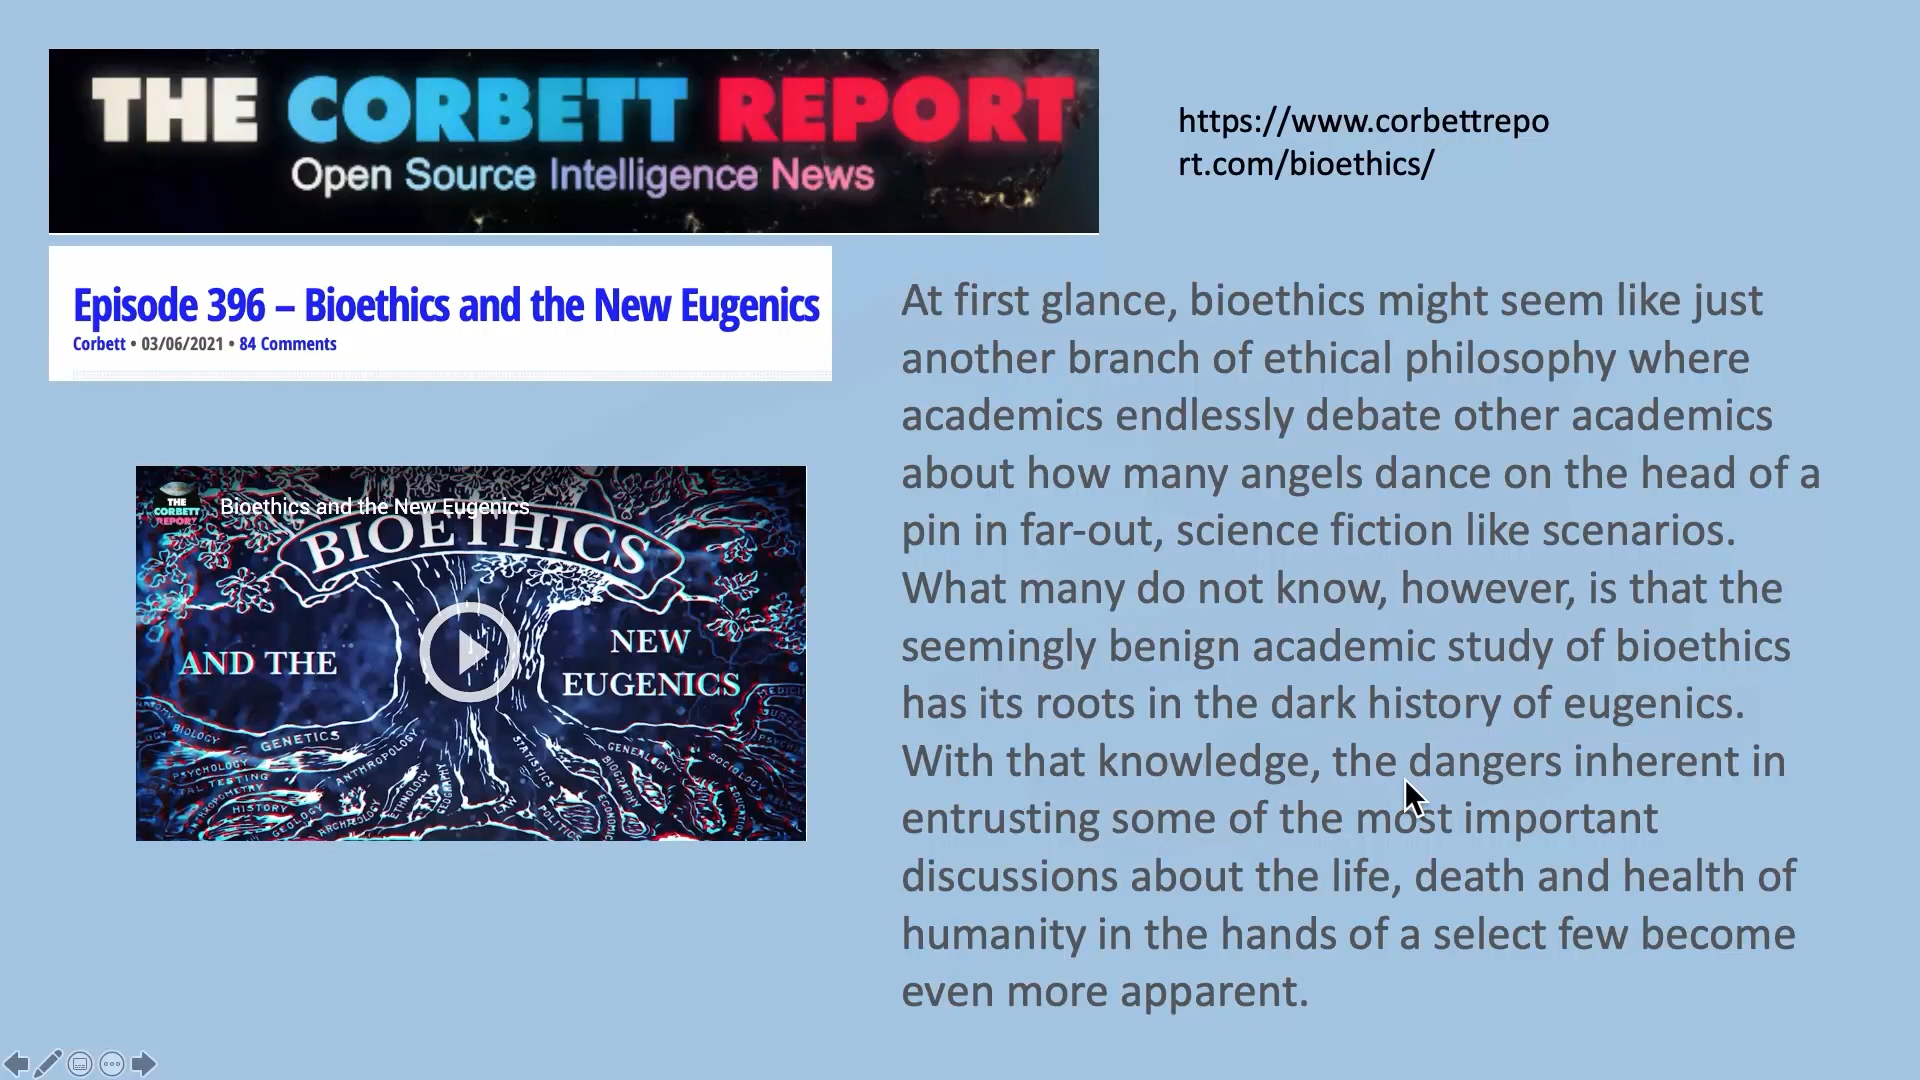 THE CORBETT REPORT
Open Source Intelligence News
https://www.corbettrepo
rt.com/bioethics/
Episode 396 – Bioethics and the New Eugenics
Corbett • 03/06/2021 • 84 Comments
At first glance, bioethics might seem like just
another branch of ethical philosophy where
academics endlessly debate other academics
about how many angels dance on the head of a
pin in far-out, science fiction like scenarios.
What many do not know, however, is that the
seemingly benign academic study of bioethics
has its roots in the dark history of eugenics.
With that knowledge, the dangers inherent in
entrusting some of the most important
discussions about the life, death and health of
humanity in the hands of a select few become
even more apparent.
THE
CORBETT
REPORT
Bioethics and the New Eugenics
BIOETHICS
AND THE
NEW
EUGENICS
GENETICS
BIOLOGY
PSYCHOLOGY
TESTING
HISTORY
GEOLOGY
ANTHROPOLOGY
ARCHÆOLOGY
ETHNOLOGY
GEOGRAPHY
LAW
STATISTICS
POLITICS
GENEALOGY
BIOGRAPHY
SOCIOLOGY